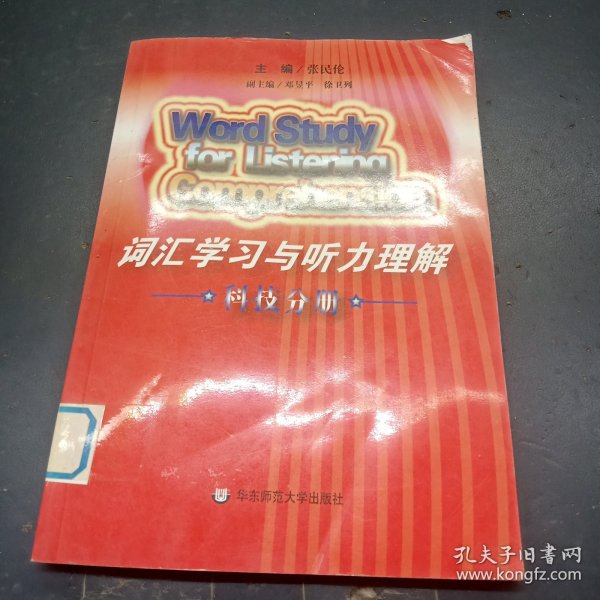 主 编/张民伦
副主编/邓昱平 徐卫列
Word Study
for Listening
Comprehension
词汇学习与听力理解
科技分册
华东师范大学出版社
孔夫子旧书网
www.kongfz.com